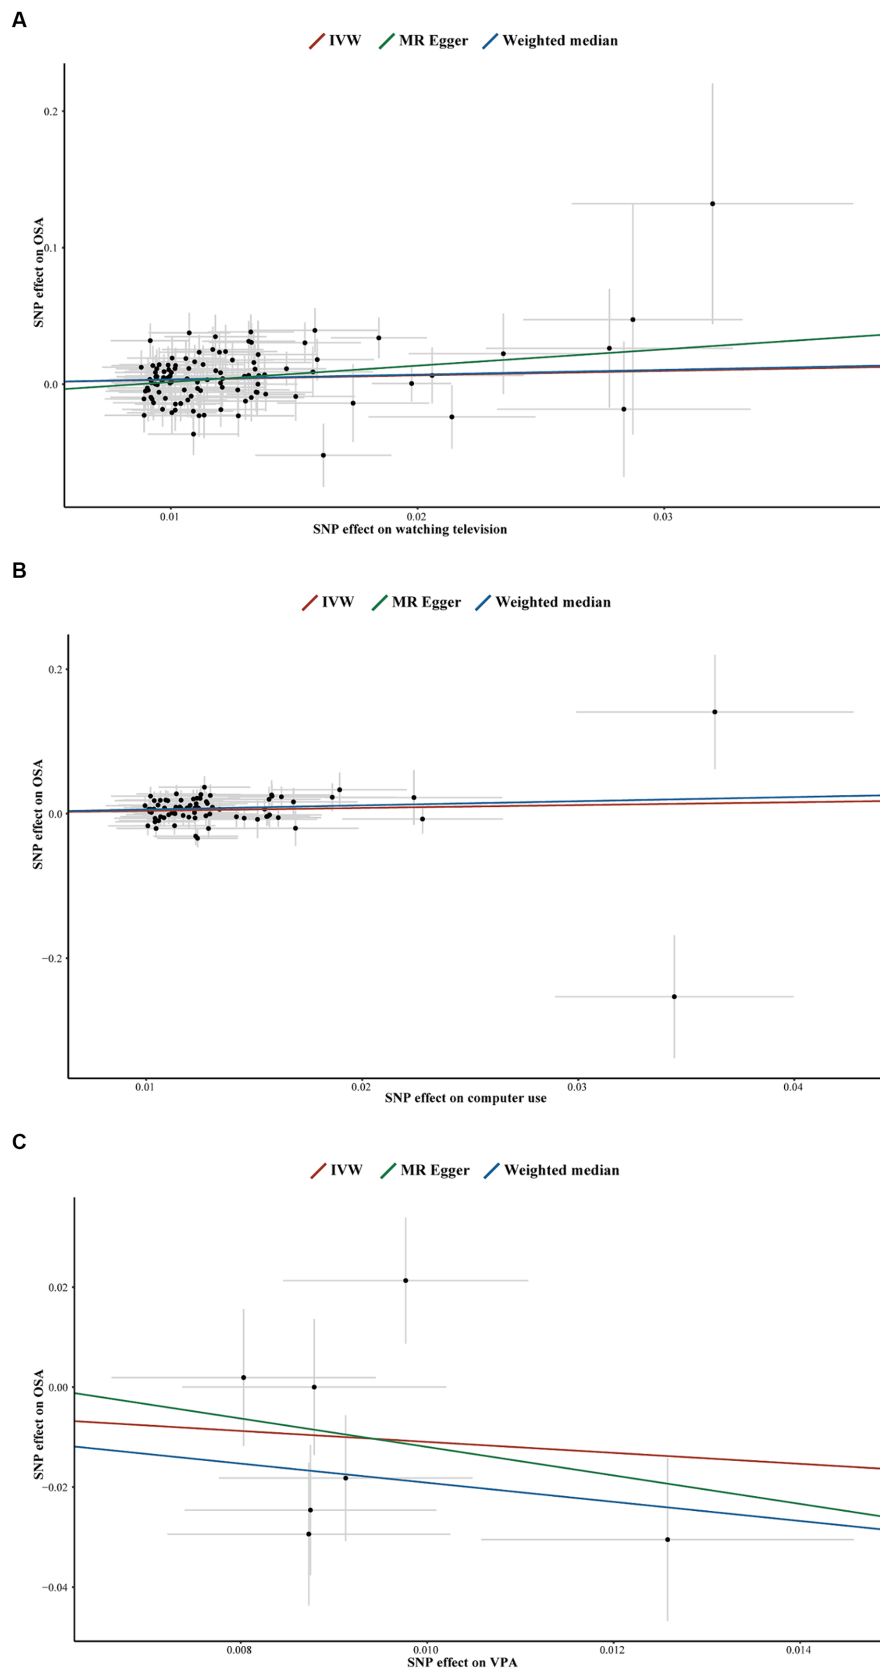 A
IVW MR Egger Weighted median
SNP effect on OSA
0.2
0.1
0.0
0.01 0.02 0.03
SNP effect on watching television
B
IVW MR Egger Weighted median
SNP effect on OSA
0.2
0.0
−0.2
0.01 0.02 0.03 0.04
SNP effect on computer use
C
IVW MR Egger Weighted median
SNP effect on OSA
0.02
0.00
−0.02
−0.04
0.008 0.010 0.012 0.014
SNP effect on VPA